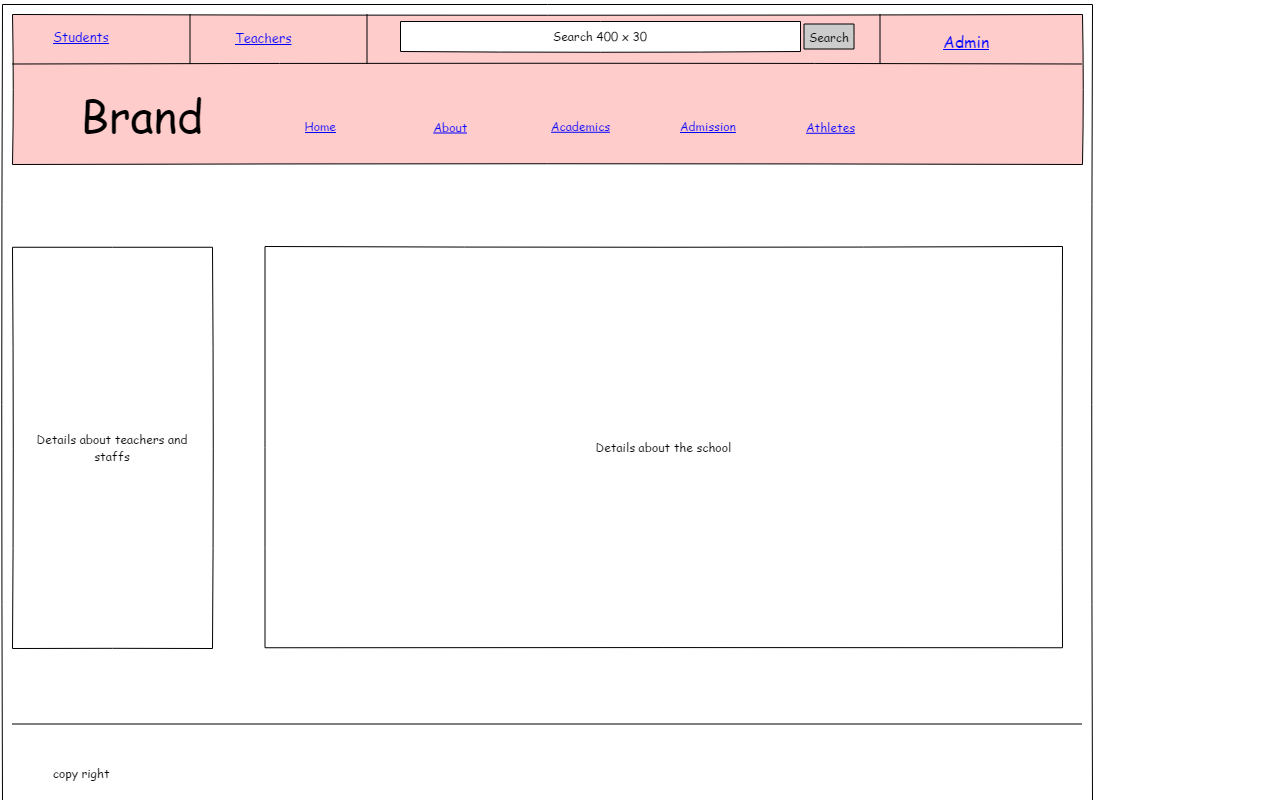 Students
Teachers
Search 400 x 30
Search
Admin
Brand
Home
About
Academics
Admission
Athletes
Details about teachers and
staffs
Details about the school
copy right